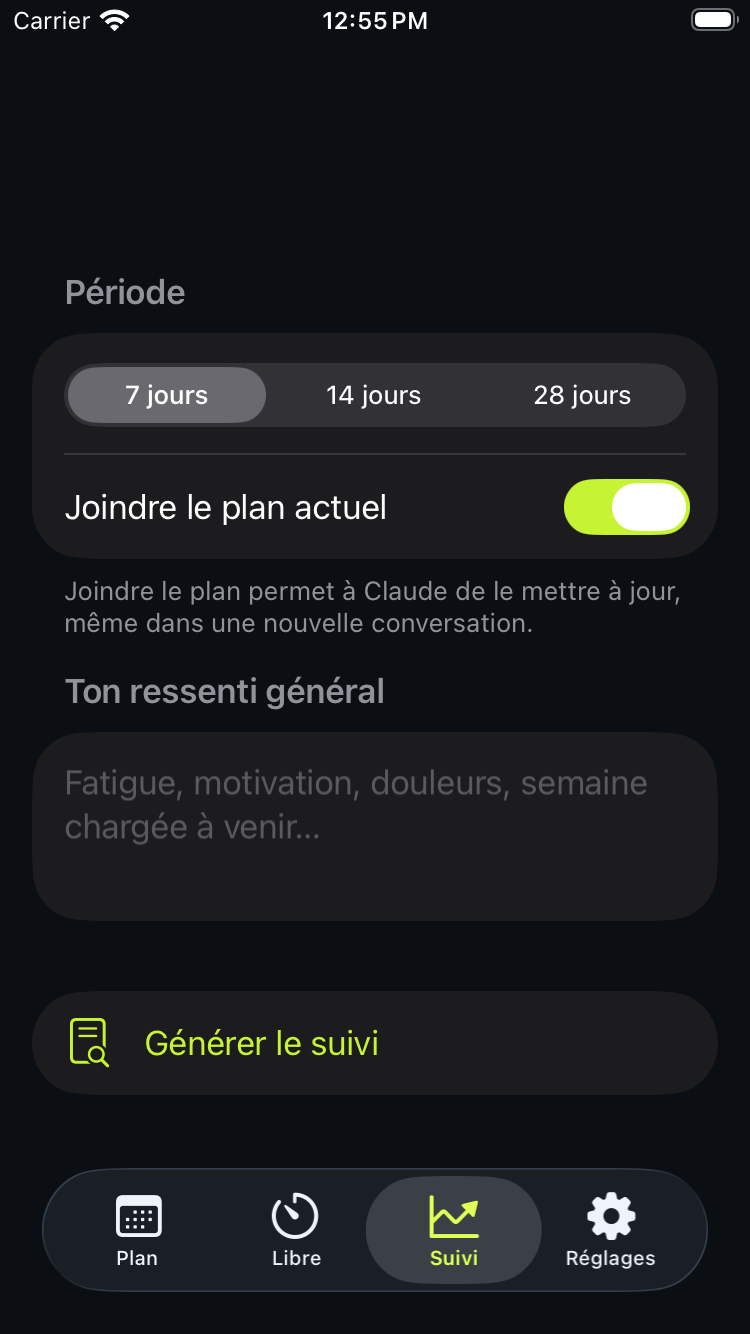 Carrier 12:55 PM
Période
7 jours 14 jours 28 jours
Joindre le plan actuel
Joindre le plan permet à Claude de le mettre à jour,
même dans une nouvelle conversation.
Ton ressenti général
Fatigue, motivation, douleurs, semaine
chargée à venir...
Générer le suivi
Plan Libre Suivi Réglages